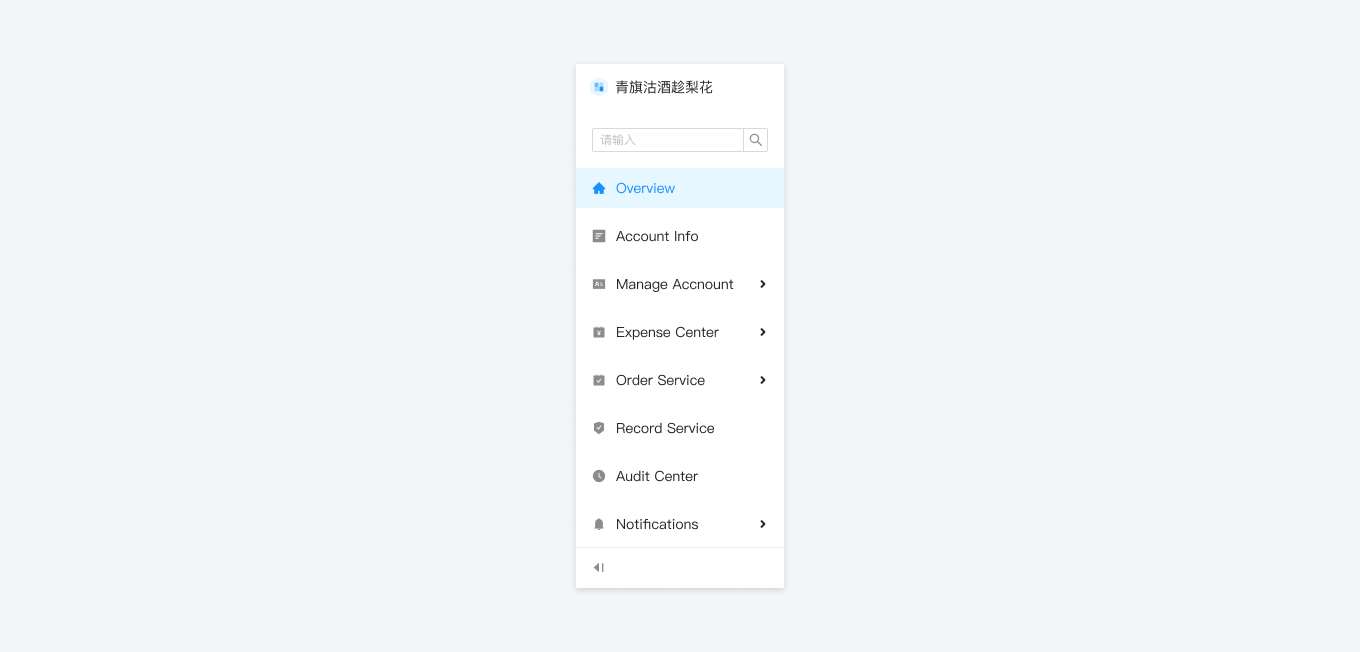 青旗沽酒趁梨花
请输入
Overview
Account Info
Manage Accnount
Expense Center
Order Service
Record Service
Audit Center
Notifications